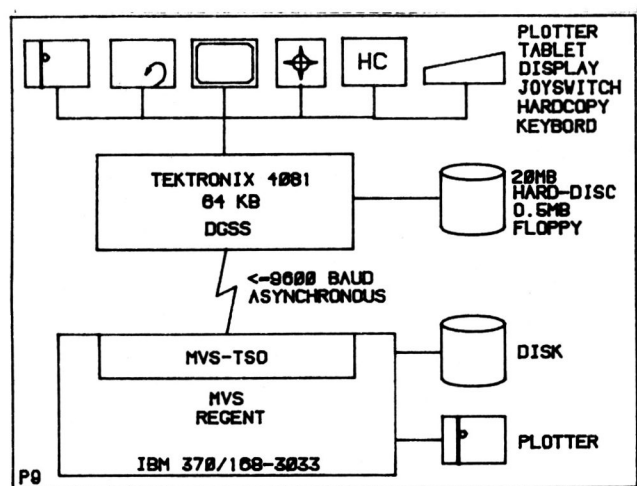 HC
PLOTTER
TABLET
DISPLAY
JOYSWITCH
HARDCOPY
KEYBORD
TEKTRONIX 4081
64 KB
DGSS
20MB
HARD-DISC
0.5MB
FLOPPY
<-9600 BAUD
ASYNCHRONOUS
MVS-TSO
DISK
MVS
REGENT
PLOTTER
IBM 370/168-3033
P9